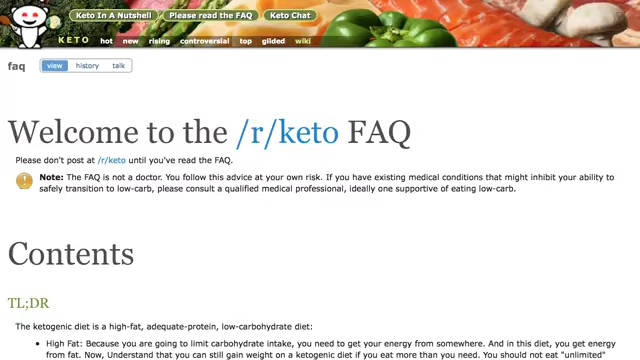 Keto In A Nutshell Please read the FAQ Keto Chat
KETO hot new rising controversial top gilded wiki
faq view history talk
Welcome to the /r/keto FAQ
Please don't post at /r/keto until you've read the FAQ.
Note: The FAQ is not a doctor. You follow this advice at your own risk. If you have existing medical conditions that might inhibit your ability to
safely transition to low-carb, please consult a qualified medical professional, ideally one supportive of eating low-carb.
Contents
TL;DR
The ketogenic diet is a high-fat, adequate-protein, low-carbohydrate diet:
High Fat: Because you are going to limit carbohydrate intake, you need to get your energy from somewhere. And in this diet, you get energy
from fat. Now, Understand that you can still gain weight on a ketogenic diet if you eat more than you need. You should not eat "unlimited"